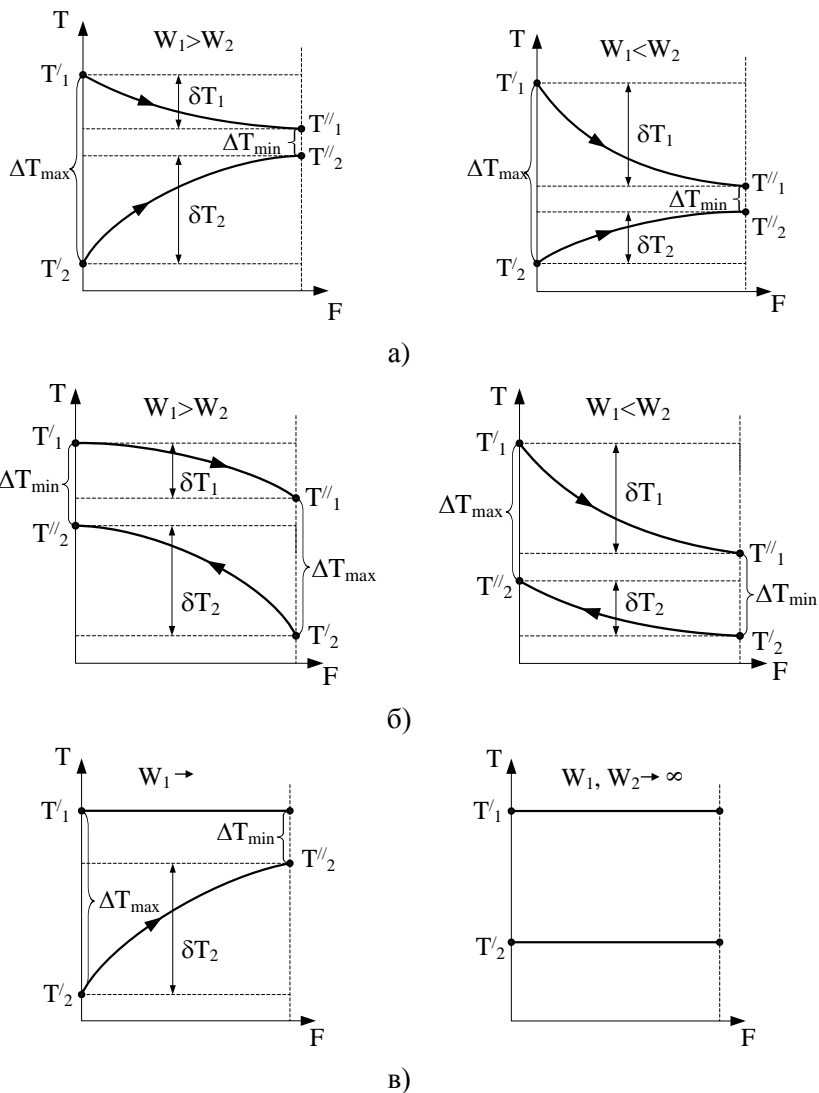 T
W₁>W₂
T′₁
δT₁
T″₁
ΔTmin
T″₂
ΔTmax
δT₂
T′₂
F
T
W₁<W₂
T′₁
δT₁
ΔTmax
T″₁
ΔTmin
T″₂
δT₂
T′₂
F
а)
T
W₁>W₂
T′₁
ΔTmin
δT₁
T″₁
T″₂
ΔTmax
δT₂
T′₂
F
T
W₁<W₂
T′₁
δT₁
ΔTmax
T″₁
T″₂
δT₂
ΔTmin
T′₂
F
б)
T
W₁→
T′₁
ΔTmin
T″₂
ΔTmax
δT₂
T′₂
F
T
W₁, W₂→ ∞
T′₁
T′₂
F
в)